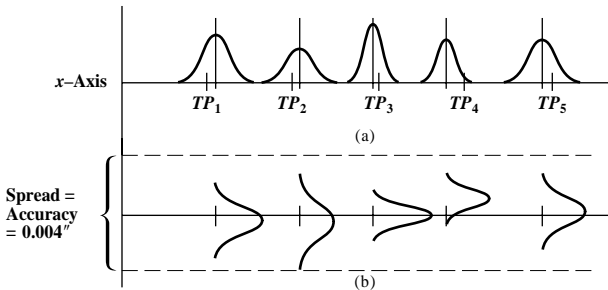 x–Axis
TP1 TP2 TP3 TP4 TP5
(a)
Spread =
Accuracy
= 0.004″
(b)